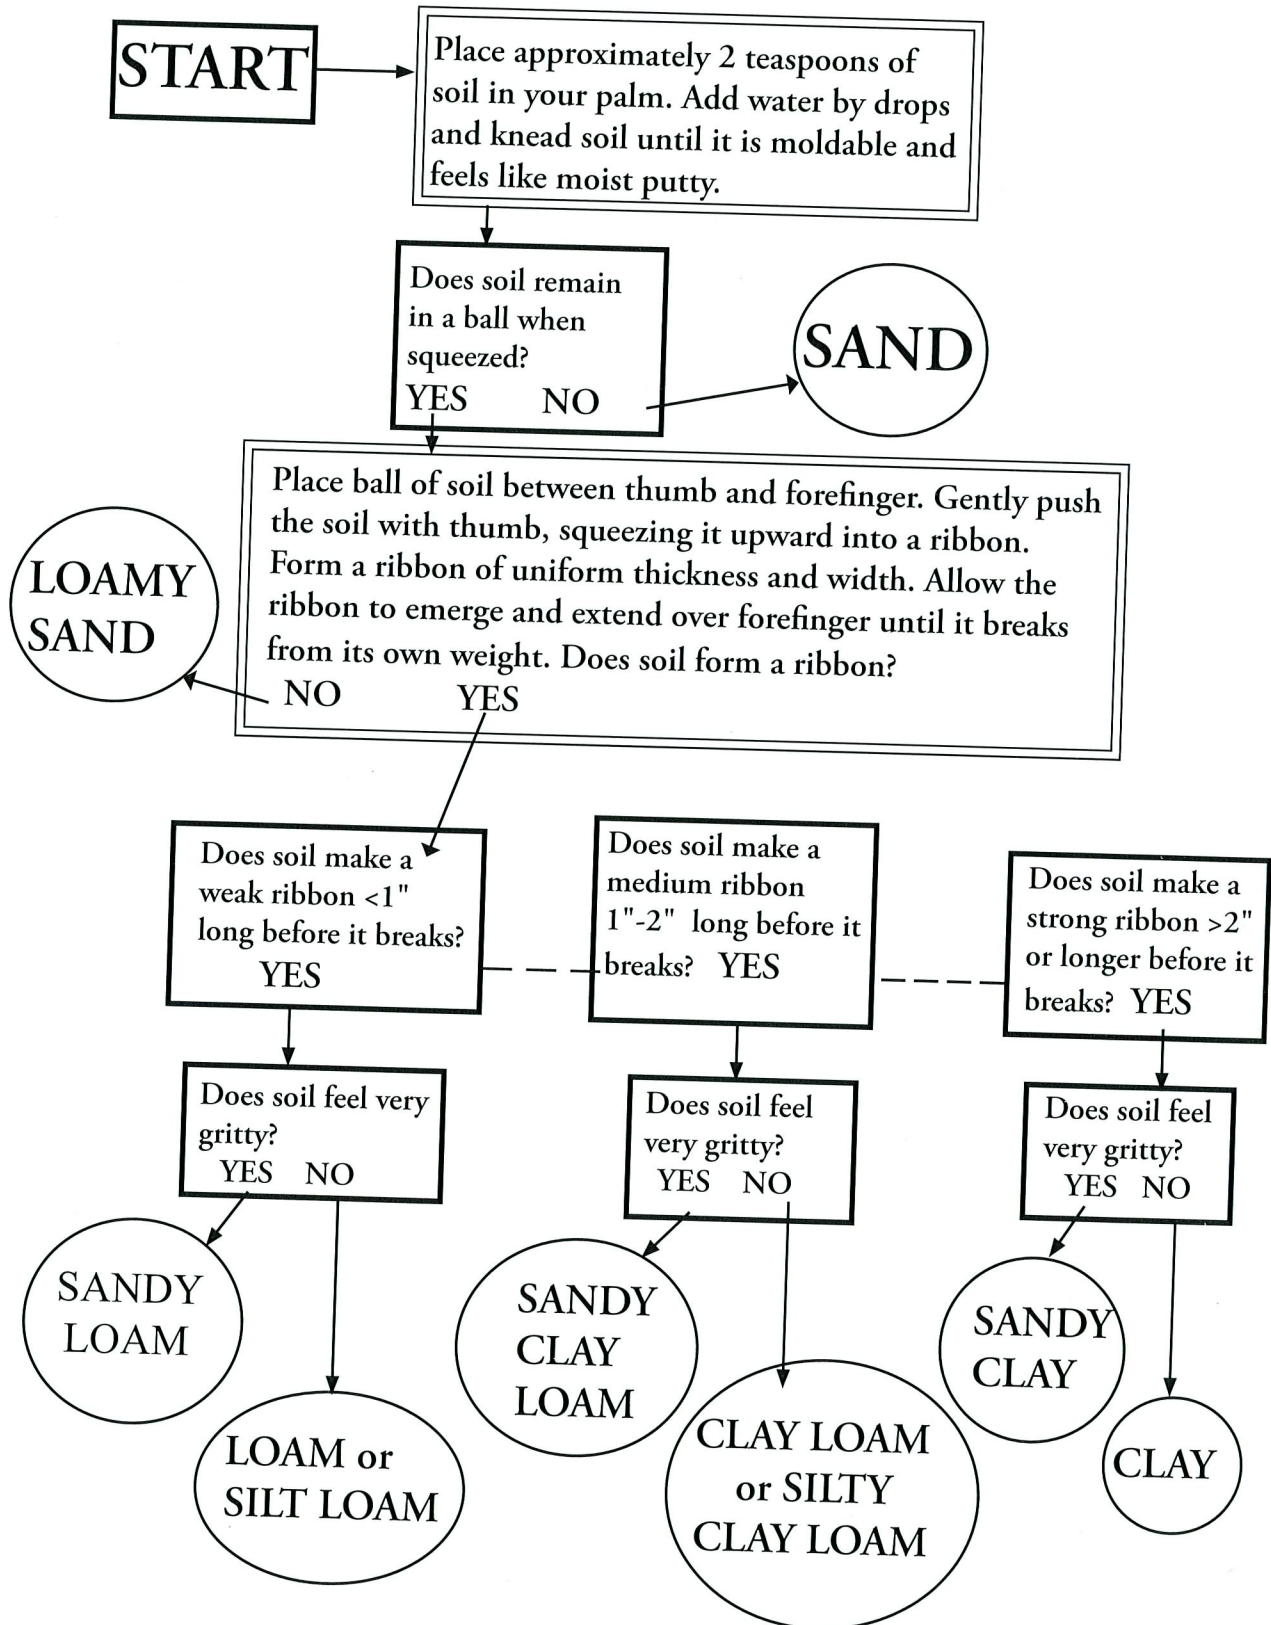 START
Place approximately 2 teaspoons of
soil in your palm. Add water by drops
and knead soil until it is moldable and
feels like moist putty.
Does soil remain
in a ball when
squeezed?
YES NO
SAND
Place ball of soil between thumb and forefinger. Gently push
the soil with thumb, squeezing it upward into a ribbon.
Form a ribbon of uniform thickness and width. Allow the
ribbon to emerge and extend over forefinger until it breaks
from its own weight. Does soil form a ribbon?
NO YES
LOAMY
SAND
Does soil make a
weak ribbon <1"
long before it breaks?
YES
Does soil make a
medium ribbon
1"-2" long before it
breaks? YES
Does soil make a
strong ribbon >2"
or longer before it
breaks? YES
Does soil feel very
gritty?
YES NO
Does soil feel
very gritty?
YES NO
Does soil feel
very gritty?
YES NO
SANDY
LOAM
LOAM or
SILT LOAM
SANDY
CLAY
LOAM
CLAY LOAM
or SILTY
CLAY LOAM
SANDY
CLAY
CLAY